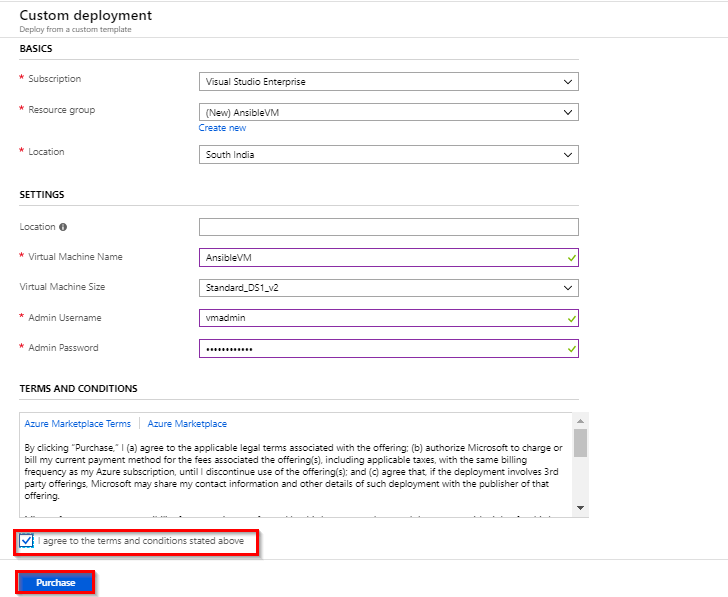 Custom deployment
Deploy from a custom template
BASICS
* Subscription
Visual Studio Enterprise
* Resource group
(New) AnsibleVM
Create new
* Location
South India
SETTINGS
Location
* Virtual Machine Name
AnsibleVM
Virtual Machine Size
Standard_DS1_v2
* Admin Username
vmadmin
* Admin Password
••••••••••••
TERMS AND CONDITIONS
Azure Marketplace Terms | Azure Marketplace
By clicking "Purchase," I (a) agree to the applicable legal terms associated with the offering; (b) authorize Microsoft to charge or
bill my current payment method for the fees associated the offering(s), including applicable taxes, with the same billing
frequency as my Azure subscription, until I discontinue use of the offering(s); and (c) agree that, if the deployment involves 3rd
party offerings, Microsoft may share my contact information and other details of such deployment with the publisher of that
offering.
I agree to the terms and conditions stated above
Purchase